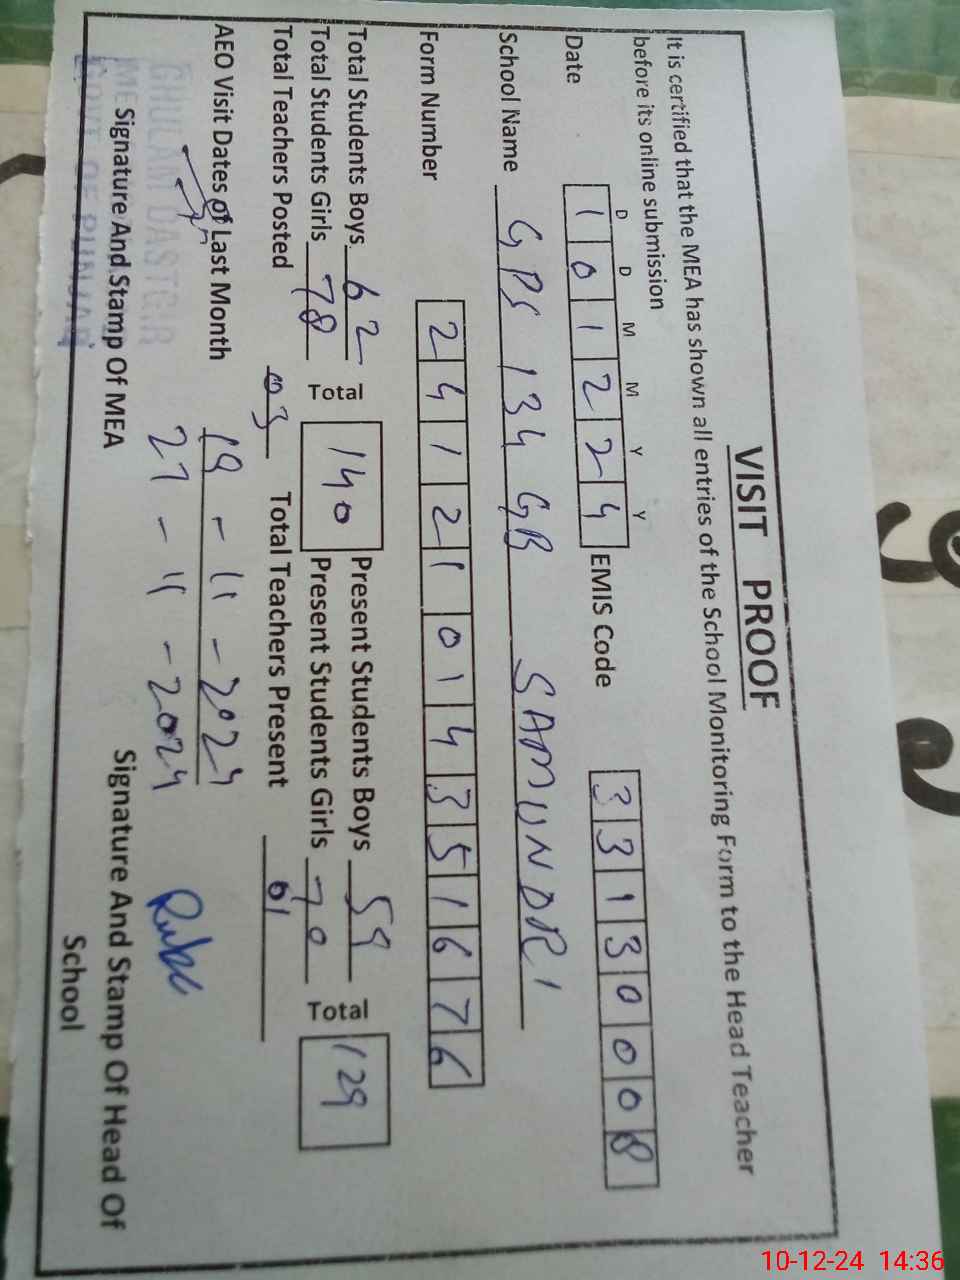 VISIT PROOF
It is certified that the MEA has shown all entries of the School Monitoring Form to the Head Teacher
before its online submission
D D M M Y Y
Date 1 0 1 2 2 4 EMIS Code 3 3 1 3 0 0 0 8
School Name GPS 134 GB SAMUNDRI
Form Number 2 4 1 2 1 0 1 4 3 5 1 6 7 6
Total Students Boys 62 Present Students Boys 59
Total 140 Total 129
Total Students Girls 78 Present Students Girls 70
Total Teachers Posted 03 Total Teachers Present 01
AEO Visit Dates of Last Month 19 - 11 - 2024
27 - 11 - 2024
GHULAM DASTGIR
GOVT OF PUNJAB
Signature And Stamp Of MEA Signature And Stamp Of Head Of
School
10-12-24 14:36